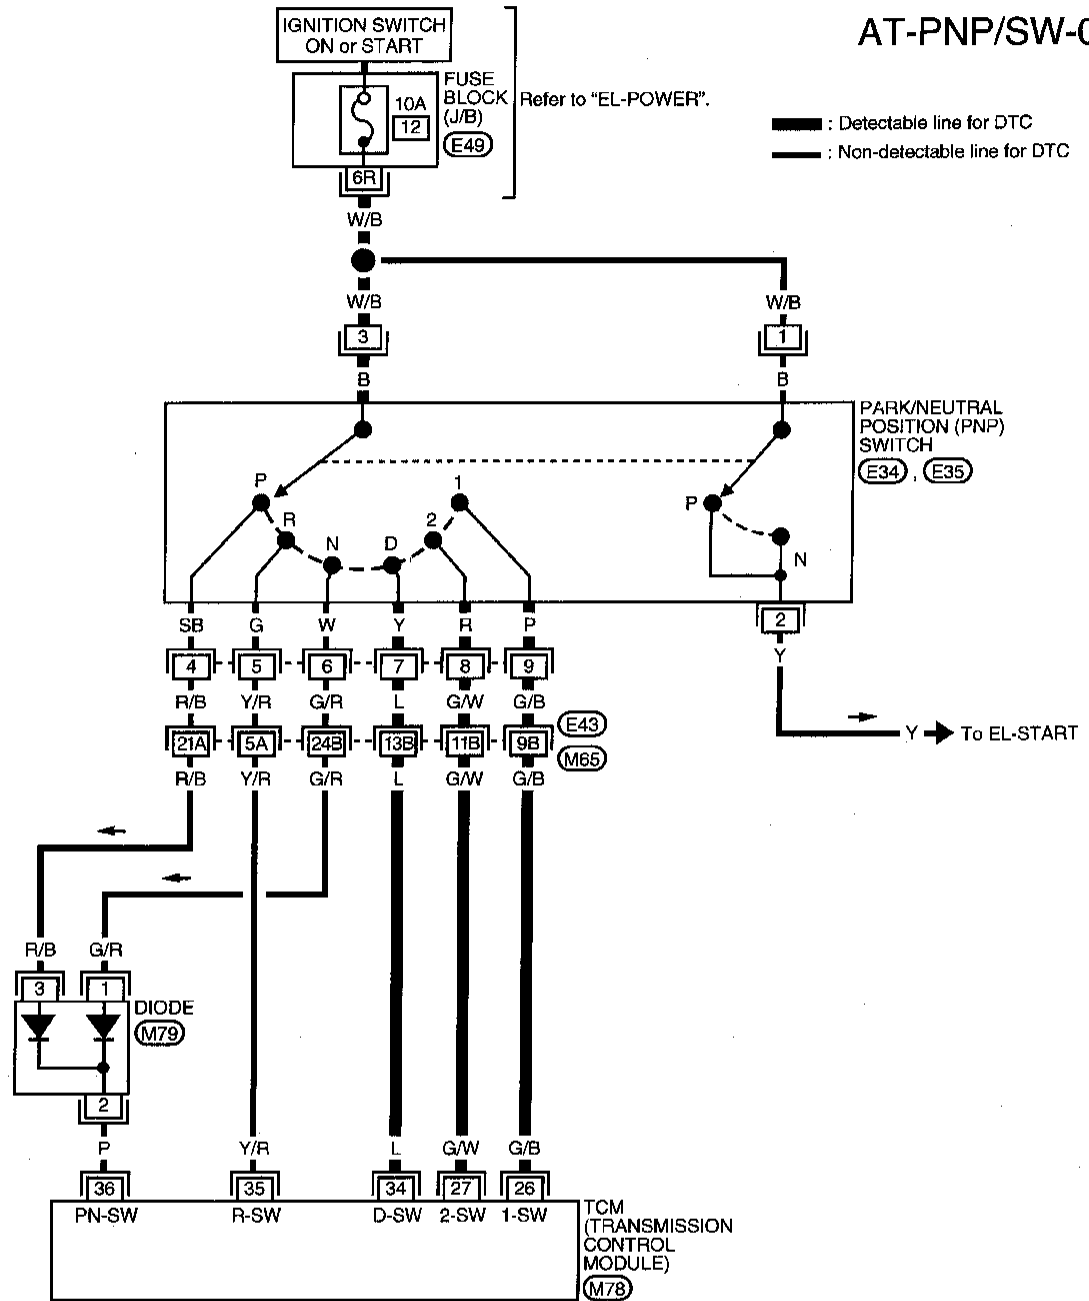 AT-PNP/SW-0
IGNITION SWITCH
ON or START
FUSE
BLOCK
(J/B)
E49
10A
12
6R
Refer to "EL-POWER".
: Detectable line for DTC
: Non-detectable line for DTC
W/B
W/B
W/B
3
1
B
B
PARK/NEUTRAL
POSITION (PNP)
SWITCH
E34 , E35
P
R
N
D
2
1
P
N
SB
G
W
Y
R
P
2
4
5
6
7
8
9
Y
R/B
Y/R
G/R
L
G/W
G/B
E43
21A
5A
24B
13B
11B
9B
M65
Y
To EL-START
R/B
Y/R
G/R
L
G/W
G/B
R/B
G/R
3
1
DIODE
M79
2
P
Y/R
L
G/W
G/B
36
35
34
27
26
PN-SW
R-SW
D-SW
2-SW
1-SW
TCM
(TRANSMISSION
CONTROL
MODULE)
M78